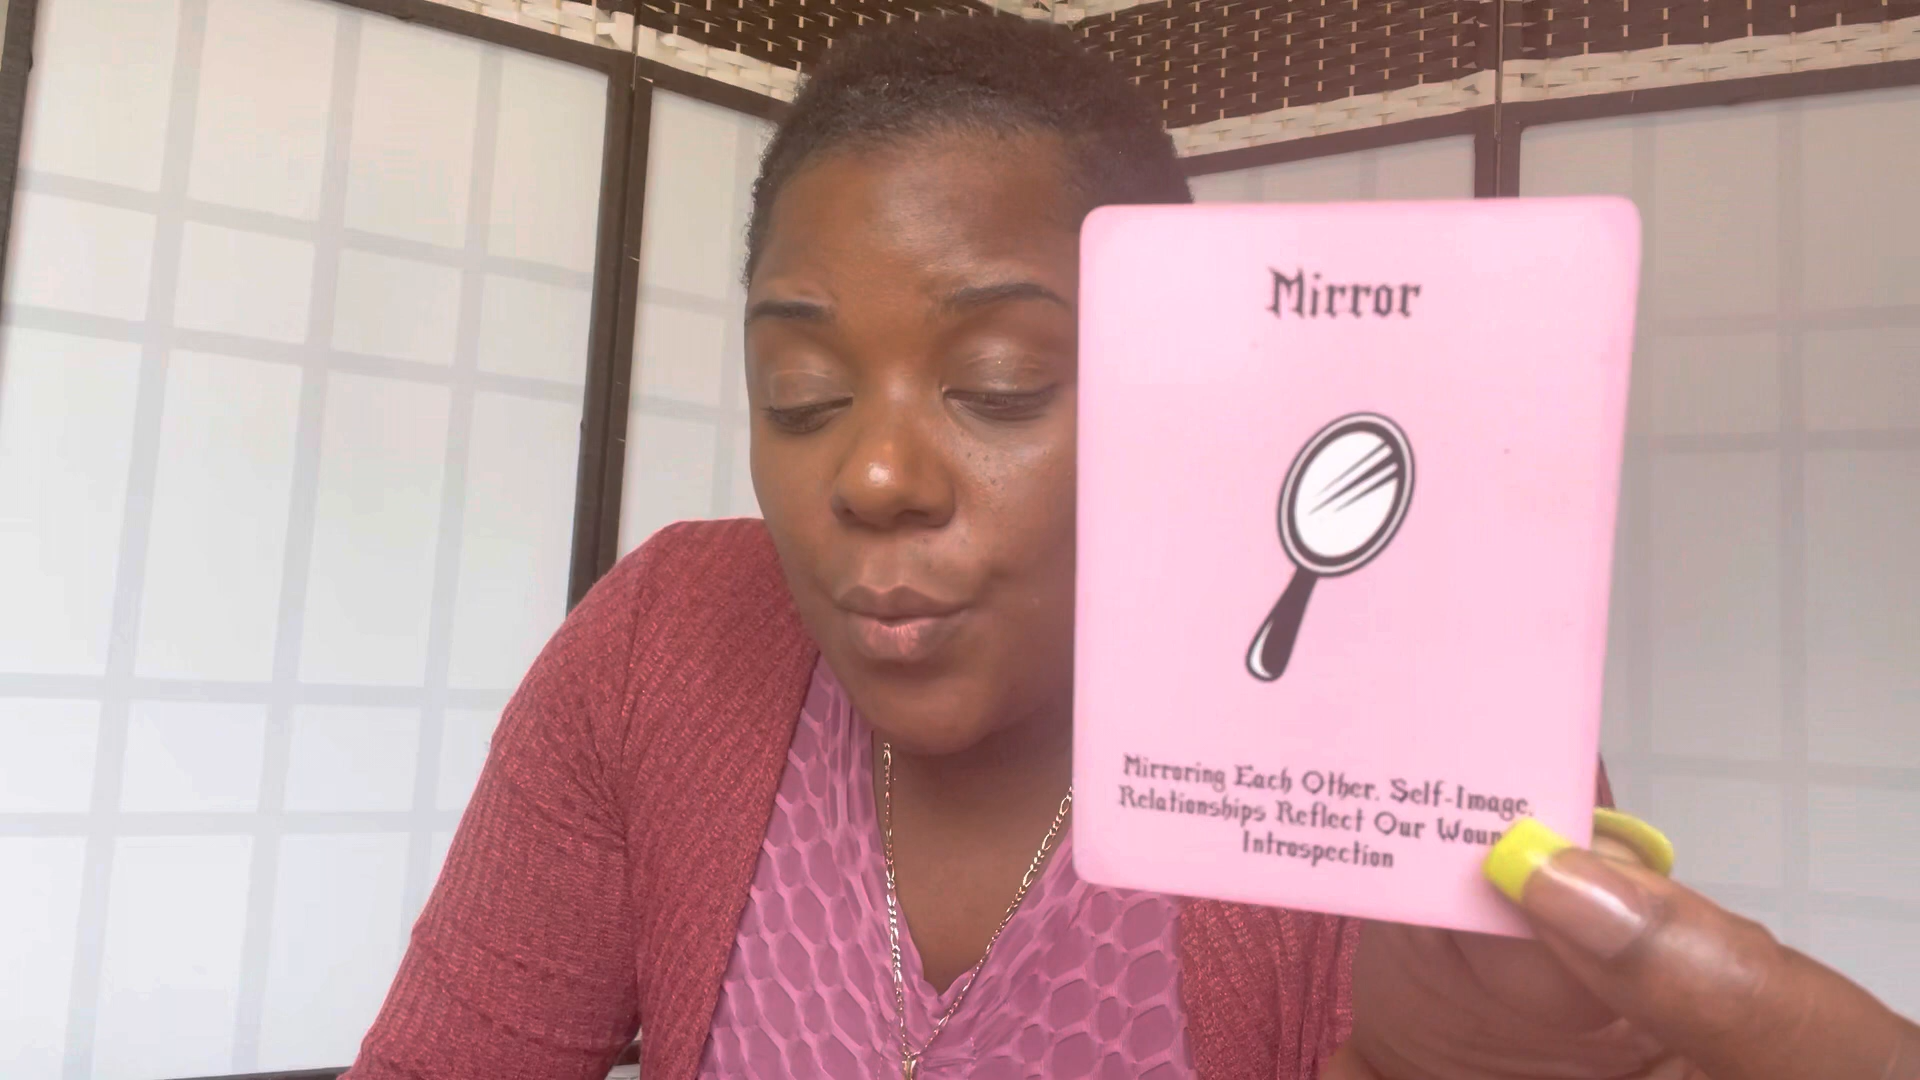 Mirror
Mirroring Each Other. Self-Image.
Relationships Reflect Our
Introspection